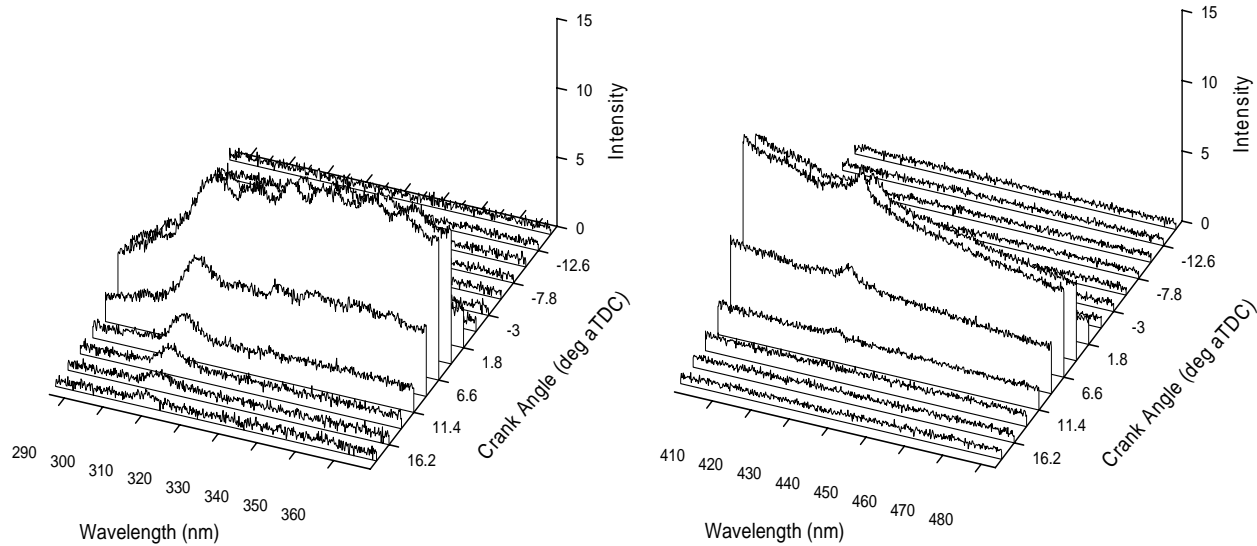 15
10
5
0
Intensity
-12.6
-7.8
-3
1.8
6.6
11.4
16.2
Crank Angle (deg aTDC)
290 300 310 320 330 340 350 360
Wavelength (nm)
15
10
5
0
Intensity
-12.6
-7.8
-3
1.8
6.6
11.4
16.2
Crank Angle (deg aTDC)
410 420 430 440 450 460 470 480
Wavelength (nm)